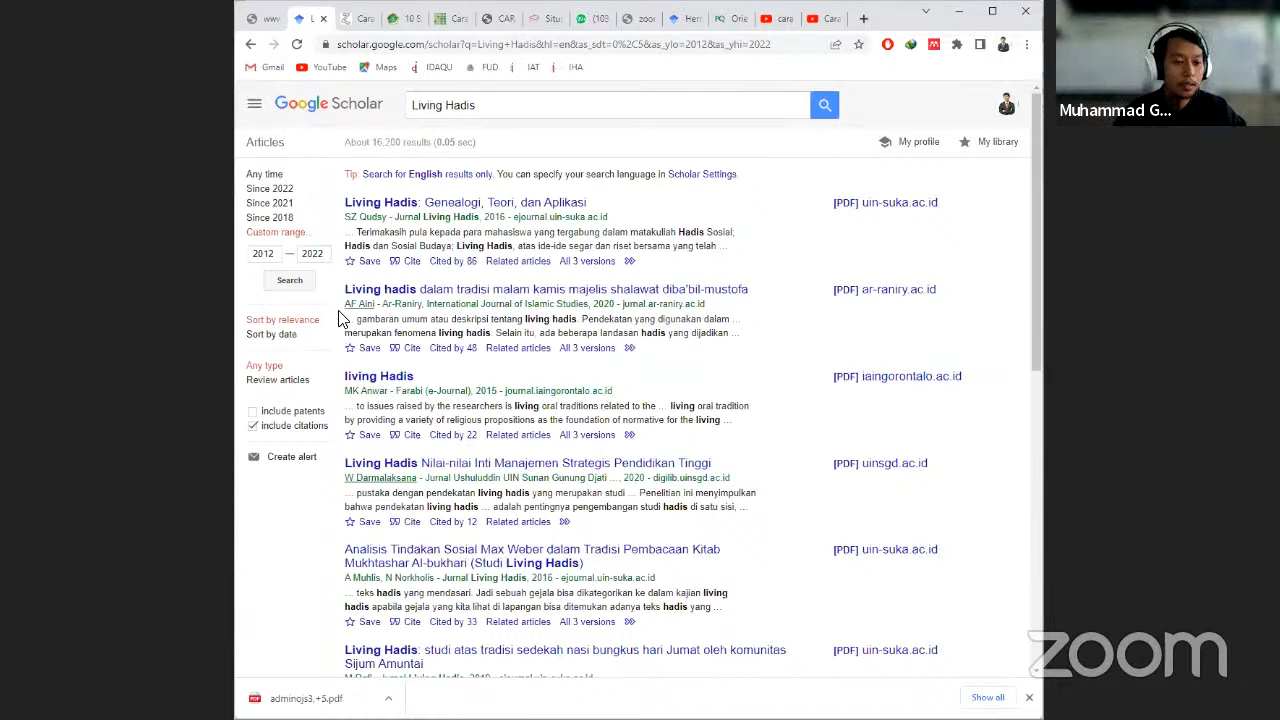 www
L
Cara
10 S
Cara
CAR.
Situ
(103
zoo
Herr
Orie
cara
Cara
scholar.google.com/scholar?q=Living+Hadis&hl=en&as_sdt=0%2C5&as_ylo=2012&as_yhi=2022
Gmail
YouTube
Maps
IDAQU
FUD
IAT
IHA
Google Scholar
Living Hadis
Articles
About 16,200 results (0.05 sec)
My profile
My library
Any time
Since 2022
Since 2021
Since 2018
Custom range...
2012 — 2022
Search
Sort by relevance
Sort by date
Any type
Review articles
include patents
include citations
Create alert
Tip: Search for English results only. You can specify your search language in Scholar Settings.
Living Hadis: Genealogi, Teori, dan Aplikasi
[PDF] uin-suka.ac.id
SZ Qudsy - Jurnal Living Hadis, 2016 - ejournal.uin-suka.ac.id
... Terimakasih pula kepada para mahasiswa yang tergabung dalam matakuliah Hadis Sosial;
Hadis dan Sosial Budaya; Living Hadis, atas ide-ide segar dan riset bersama yang telah ...
Save Cite Cited by 86 Related articles All 3 versions
Living hadis dalam tradisi malam kamis majelis shalawat diba'bil-mustofa
[PDF] ar-raniry.ac.id
AF Aini - Ar-Raniry, International Journal of Islamic Studies, 2020 - jurnal.ar-raniry.ac.id
... gambaran umum atau deskripsi tentang living hadis. Pendekatan yang digunakan dalam ...
merupakan fenomena living hadis. Selain itu, ada beberapa landasan hadis yang dijadikan ...
Save Cite Cited by 48 Related articles All 3 versions
living Hadis
[PDF] iaingorontalo.ac.id
MK Anwar - Farabi (e-Journal), 2015 - journal.iaingorontalo.ac.id
... to issues raised by the researchers is living oral traditions related to the ... living oral tradition
by providing a variety of religious propositions as the foundation of normative for the living ...
Save Cite Cited by 22 Related articles All 3 versions
Living Hadis Nilai-nilai Inti Manajemen Strategis Pendidikan Tinggi
[PDF] uinsgd.ac.id
W Darmalaksana - Jurnal Ushuluddin UIN Sunan Gunung Djati ..., 2020 - digilib.uinsgd.ac.id
... pustaka dengan pendekatan living hadis yang merupakan studi ... Penelitian ini menyimpulkan
bahwa pendekatan living hadis ... adalah pentingnya pengembangan studi hadis di satu sisi, ...
Save Cite Cited by 12 Related articles
Analisis Tindakan Sosial Max Weber dalam Tradisi Pembacaan Kitab
Mukhtashar Al-bukhari (Studi Living Hadis)
[PDF] uin-suka.ac.id
A Muhlis, N Norkholis - Jurnal Living Hadis, 2016 - ejournal.uin-suka.ac.id
... teks hadis yang mendasari. Jadi sebuah gejala bisa dikategorikan ke dalam kajian living
hadis apabila gejala yang kita lihat di lapangan bisa ditemukan adanya teks hadis yang ...
Save Cite Cited by 33 Related articles All 3 versions
Living Hadis: studi atas tradisi sedekah nasi bungkus hari Jumat oleh komunitas
Sijum Amuntai
[PDF] uin-suka.ac.id
adminojs3,+5.pdf
Show all
Muhammad G...
zoom